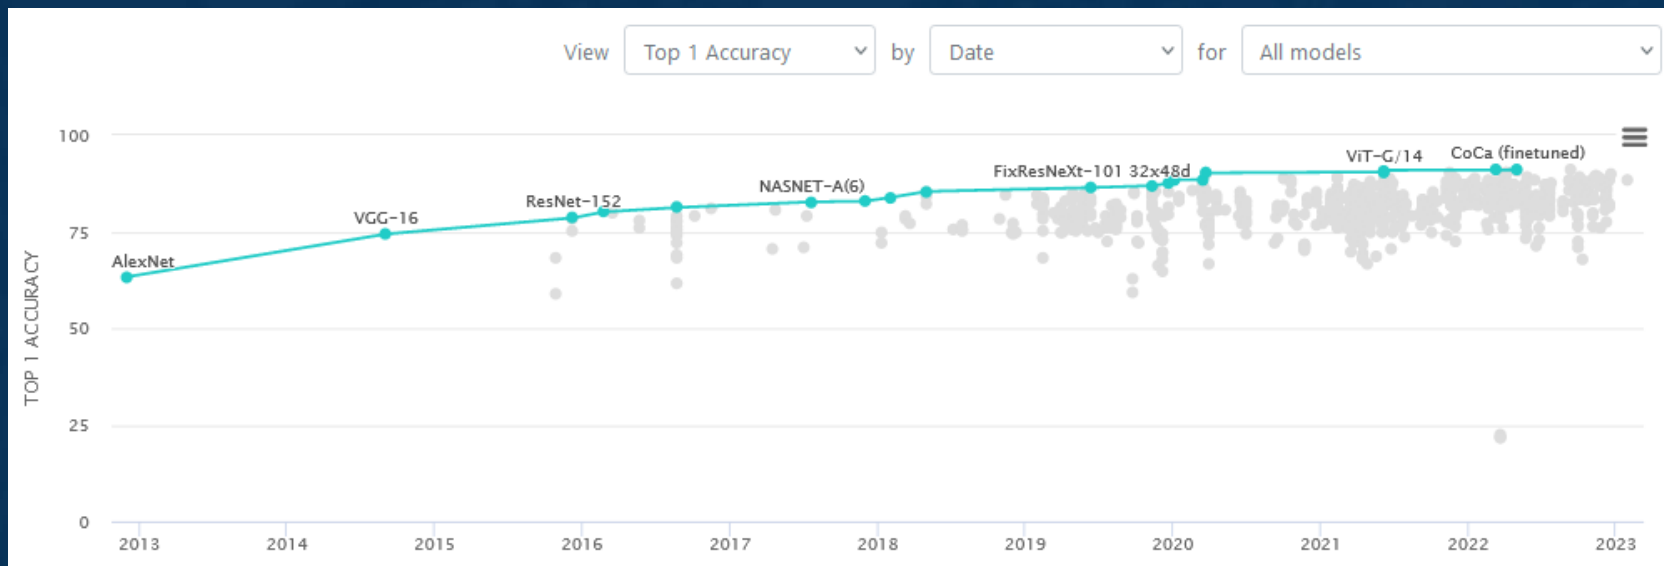 View Top 1 Accuracy by Date for All models
100
75
50
25
0
TOP 1 ACCURACY
AlexNet
VGG-16
ResNet-152
NASNET-A(6)
FixResNeXt-101 32x48d
ViT-G/14
CoCa (finetuned)
2013 2014 2015 2016 2017 2018 2019 2020 2021 2022 2023